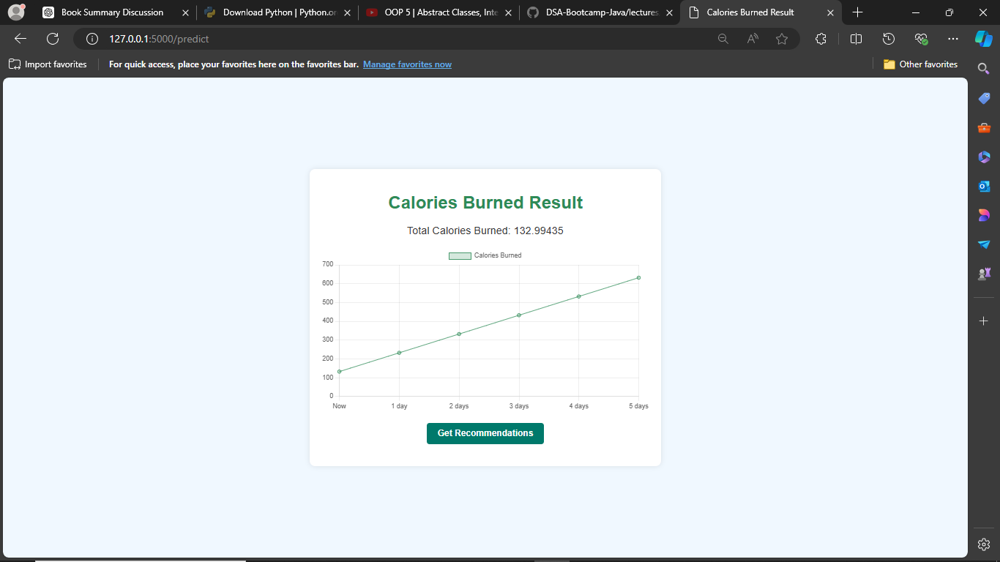 Book Summary Discussion
Download Python | Python.or
OOP 5 | Abstract Classes, Inte
DSA-Bootcamp-Java/lectures
Calories Burned Result
127.0.0.1:5000/predict
Import favorites
For quick access, place your favorites here on the favorites bar. Manage favorites now
Other favorites
Calories Burned Result
Total Calories Burned: 132.99435
Calories Burned
700
600
500
400
300
200
100
0
Now 1 day 2 days 3 days 4 days 5 days
Get Recommendations